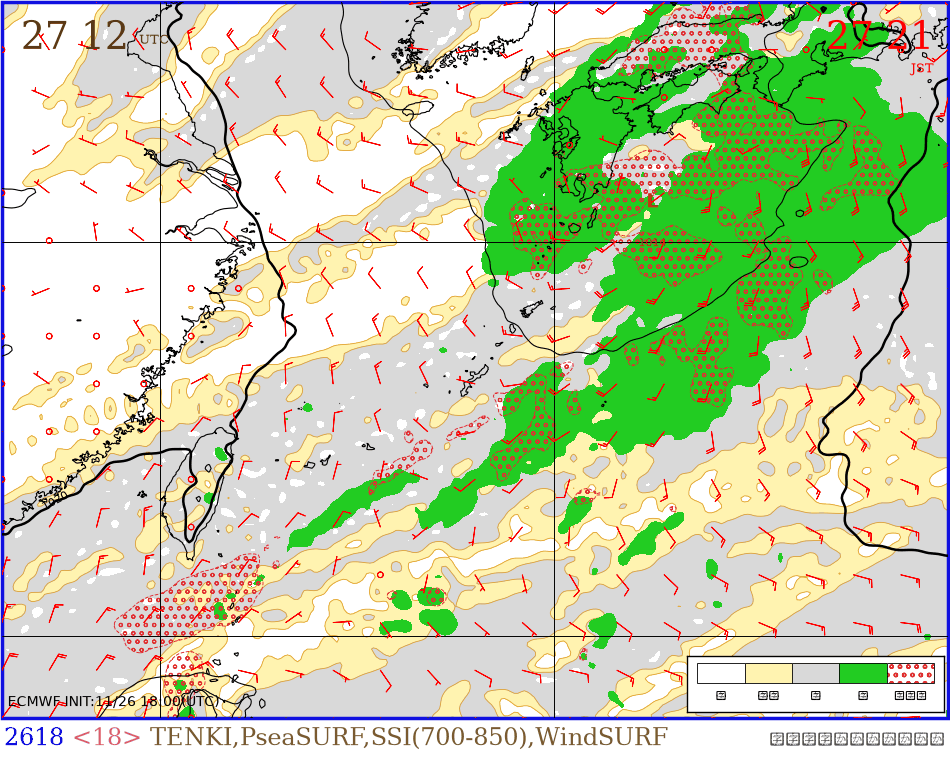 27 12 UTC
27 21 JST
L
ECMWF INIT:11/26 18:00(UTC)
2618 <18> TENKI,PseaSURF,SSI(700-850),WindSURF